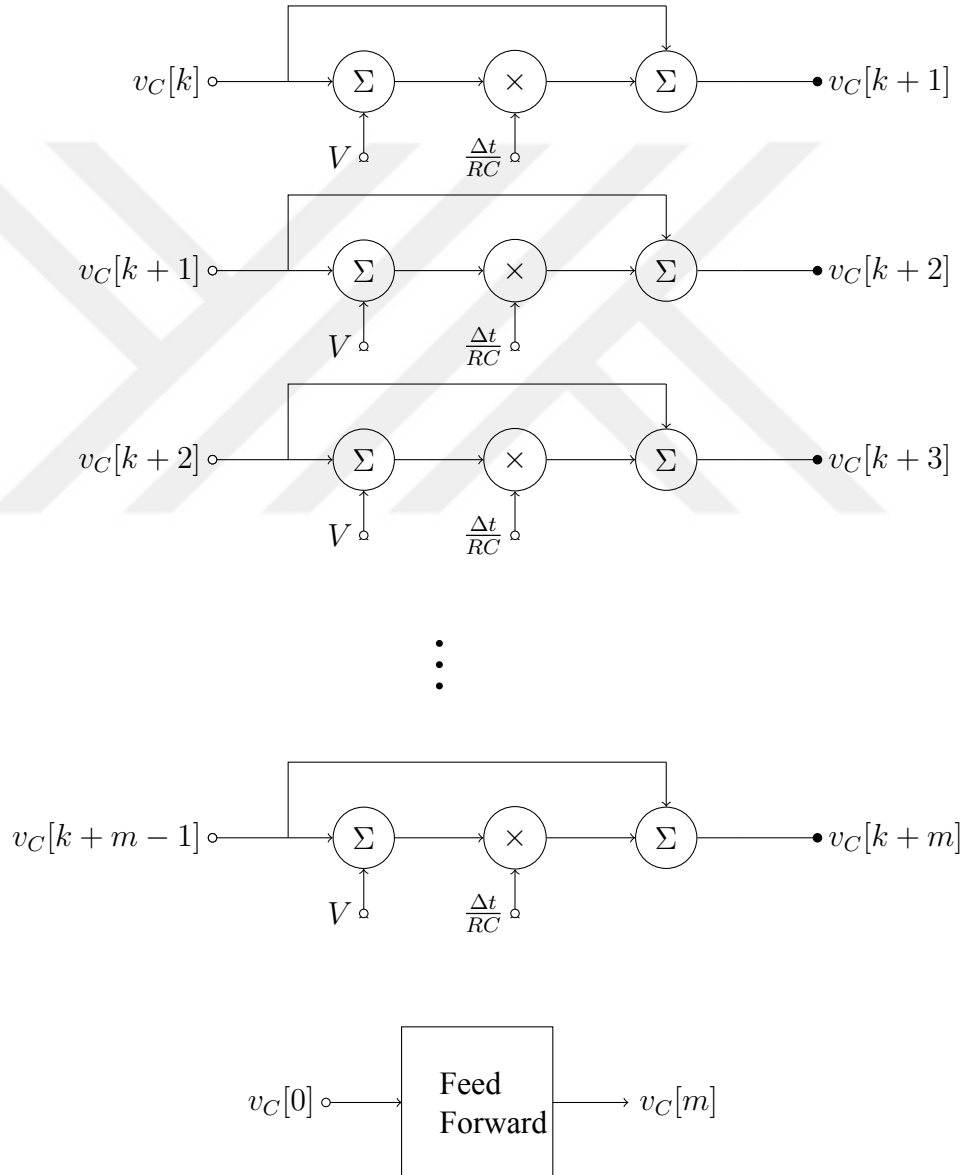 v_C[k] Σ × Σ v_C[k + 1]
V Δt/RC
v_C[k + 1] Σ × Σ v_C[k + 2]
V Δt/RC
v_C[k + 2] Σ × Σ v_C[k + 3]
V Δt/RC
⋮
v_C[k + m − 1] Σ × Σ v_C[k + m]
V Δt/RC
v_C[0] Feed v_C[m]
Forward